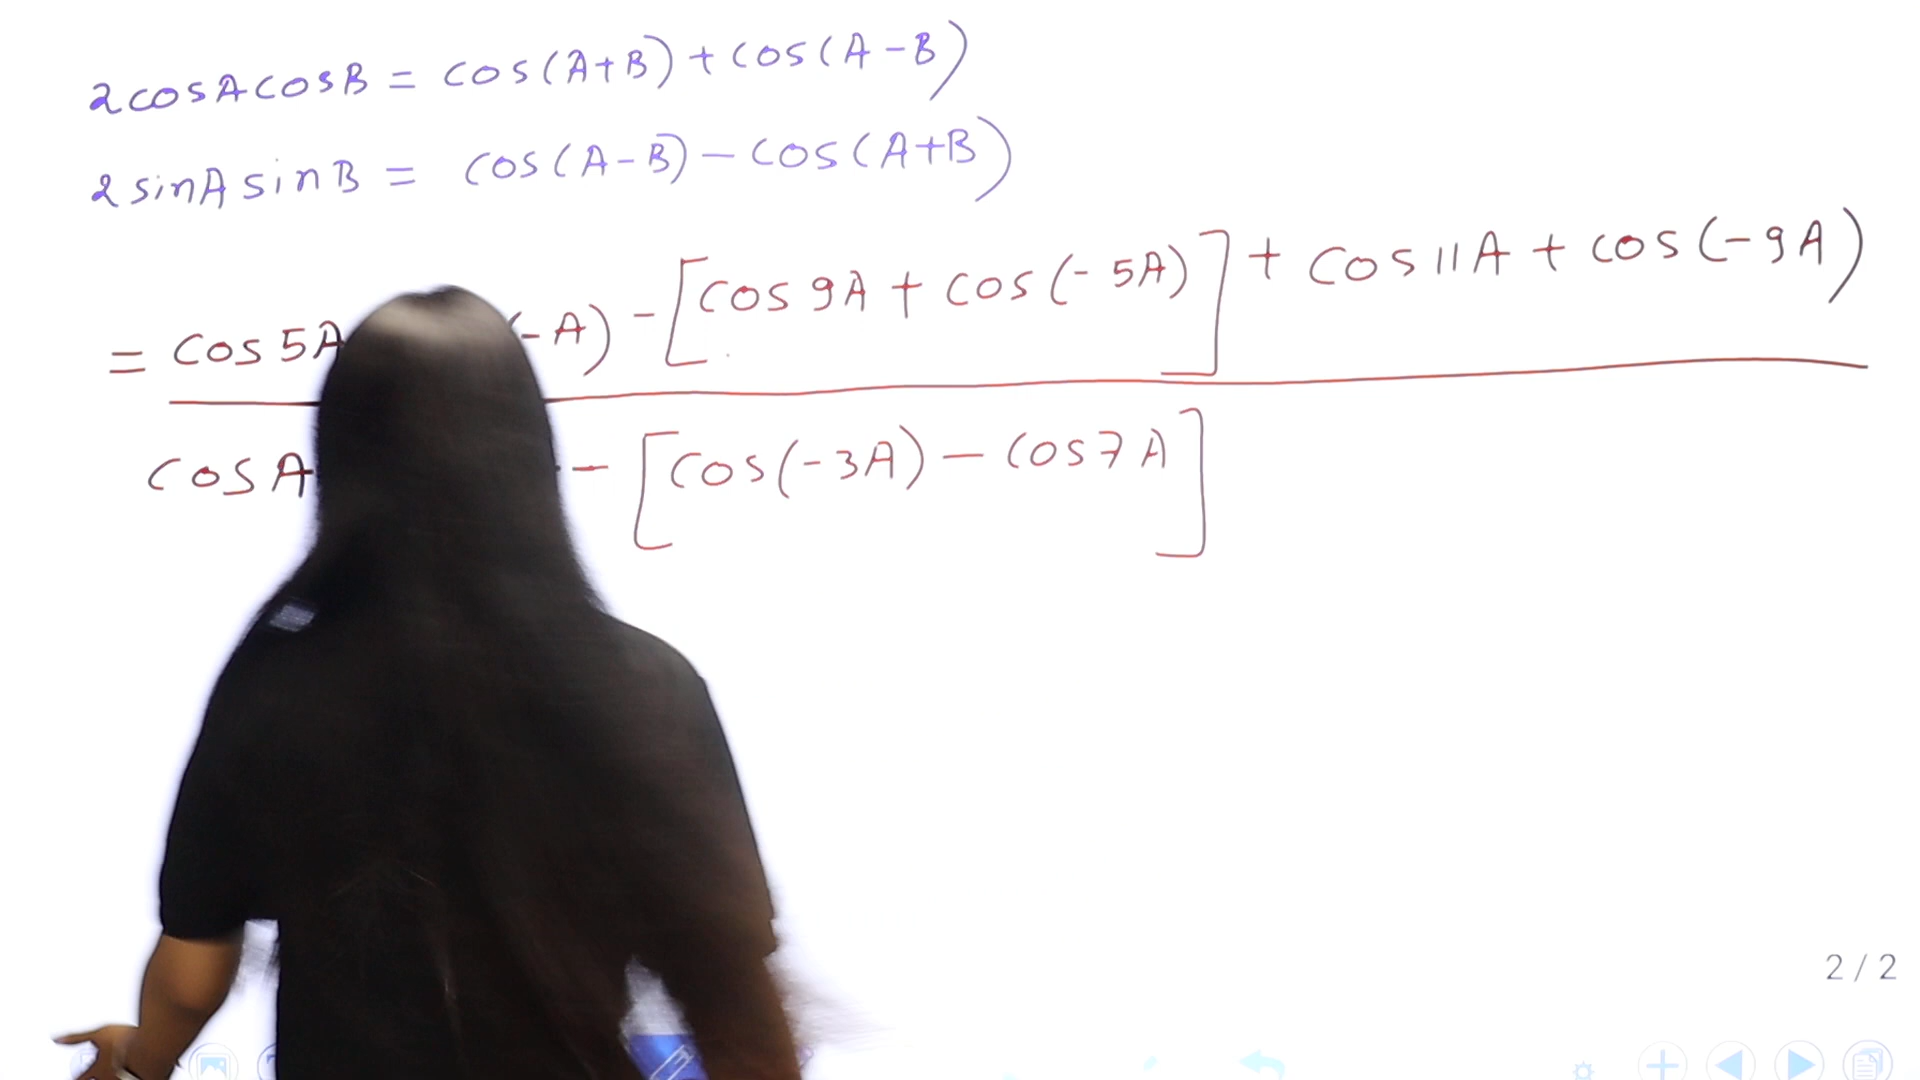 2cosAcosB = cos(A+B)+cos(A-B)
2sinAsinB = cos(A-B)-cos(A+B)
= cos5A -A) -[cos9A+cos(-5A)]+cos11A+cos(-9A)
cosA -[cos(-3A)-cos7A]
2/2